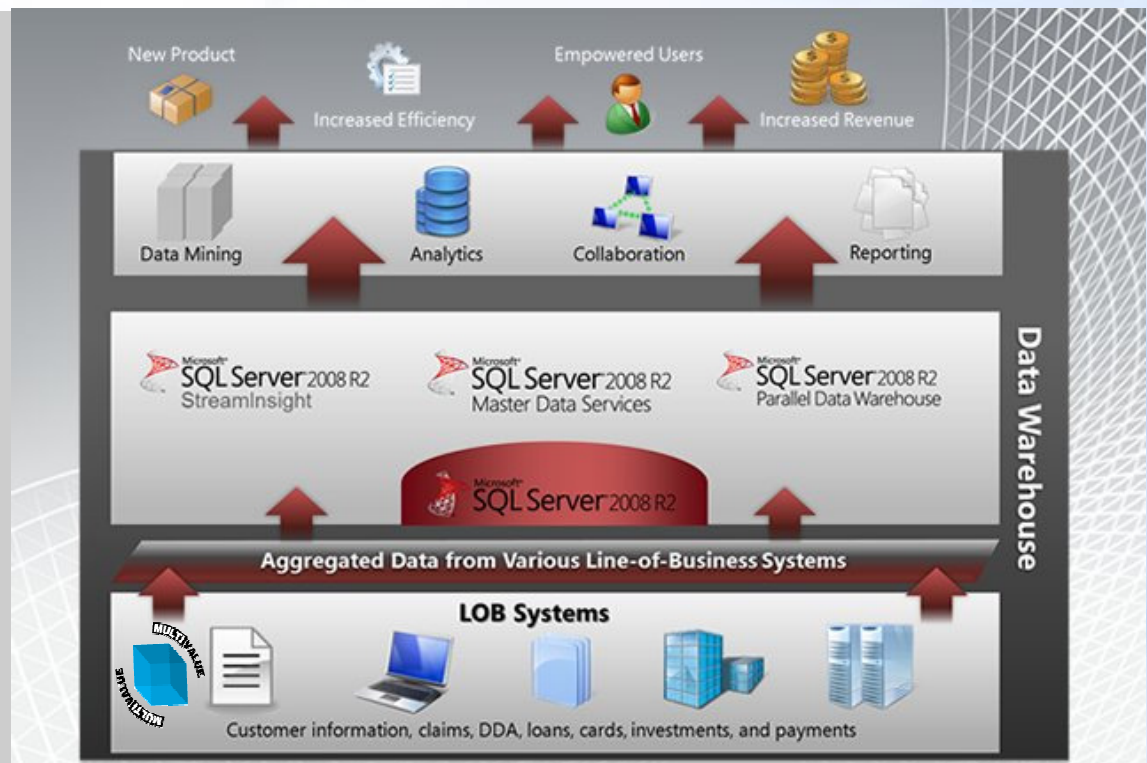 New Product
Empowered Users
Increased Efficiency
Increased Revenue
Data Mining
Analytics
Collaboration
Reporting
Microsoft®
SQL Server® 2008 R2
StreamInsight
Microsoft®
SQL Server® 2008 R2
Master Data Services
Microsoft®
SQL Server® 2008 R2
Parallel Data Warehouse
Microsoft®
SQL Server® 2008 R2
Data Warehouse
Aggregated Data from Various Line-of-Business Systems
LOB Systems
MULTIVALUE
MULTIVALUE
Customer information, claims, DDA, loans, cards, investments, and payments